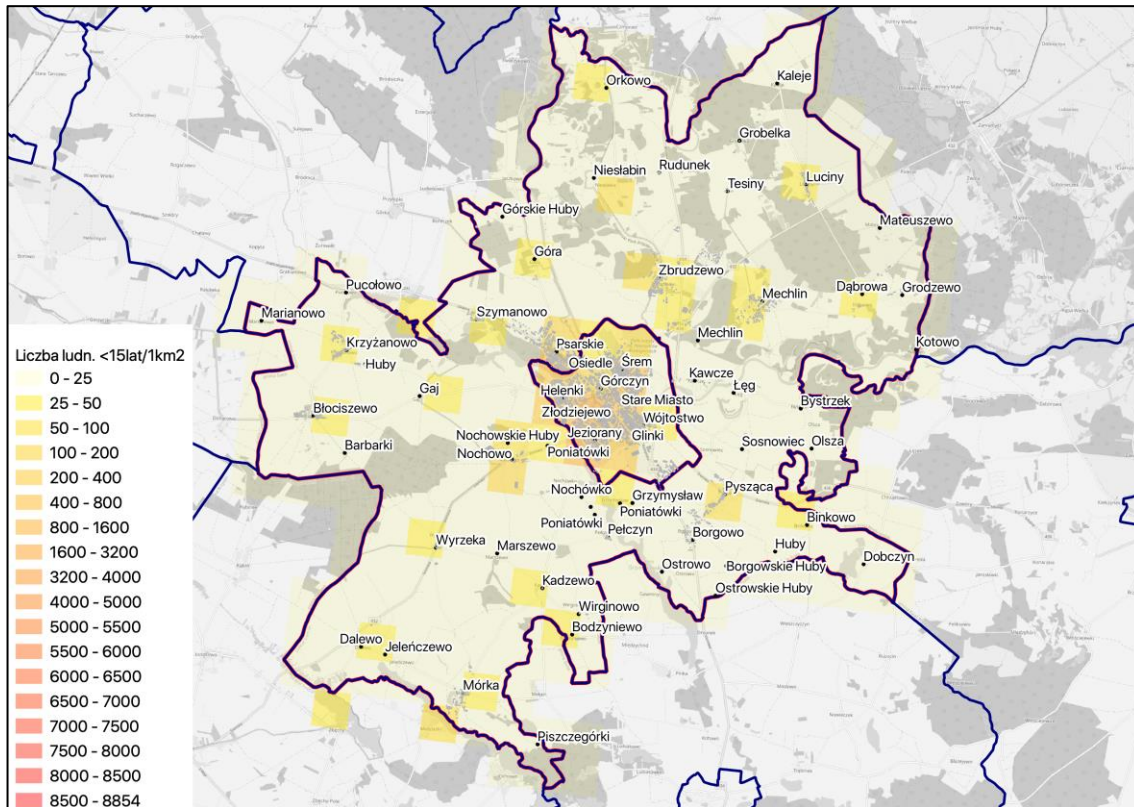 Orkowo
Kaleje
Grobelka
Niesłabin
Rudunek
Tesiny
Luciny
Górskie Huby
Mateuszewo
Góra
Zbrudzewo
Pucołowo
Mechlin
Dąbrowa
Grodzewo
Marianowo
Szymanowo
Krzyżanowo
Mechlin
Huby
Psarskie
Osiedle
Śrem
Kotowo
Górczyn
Kawcze
Łęg
Gaj
Helenki
Stare Miasto
Bystrzek
Błociszewo
Złodziejewo
Wójtostwo
Nochowskie Huby
Jeziorany
Glinki
Barbarki
Nochowo
Poniatówki
Sosnowiec
Olsza
Nochówko
Grzymysław
Pysząca
Poniatówki
Poniatówki
Binkowo
Pełczyn
Borgowo
Wyrzeka
Marszewo
Huby
Dobczyn
Ostrowo
Borgowskie Huby
Kadzewo
Ostrowskie Huby
Wirginowo
Bodzyniewo
Dalewo
Jeleńczewo
Mórka
Piszczegórki
Liczba ludn. <15lat/1km2
0 - 25
25 - 50
50 - 100
100 - 200
200 - 400
400 - 800
800 - 1600
1600 - 3200
3200 - 4000
4000 - 5000
5000 - 5500
5500 - 6000
6000 - 6500
6500 - 7000
7000 - 7500
7500 - 8000
8000 - 8500
8500 - 8854